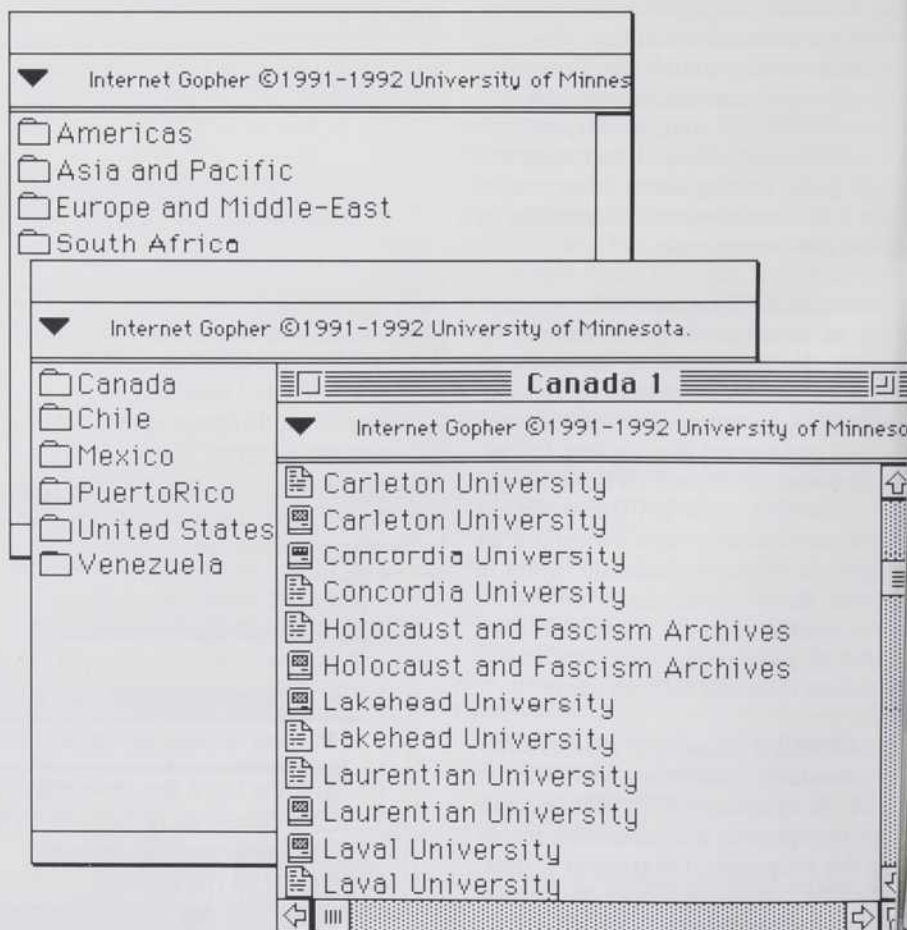 Internet Gopher ©1991-1992 University of Minnes
Americas
Asia and Pacific
Europe and Middle-East
South Africa
Internet Gopher ©1991-1992 University of Minnesota.
Canada
Chile
Mexico
PuertoRico
United States
Venezuela
Canada 1
Internet Gopher ©1991-1992 University of Minneso
Carleton University
Carleton University
Concordia University
Concordia University
Holocaust and Fascism Archives
Holocaust and Fascism Archives
Lakehead University
Lakehead University
Laurentian University
Laurentian University
Laval University
Laval University